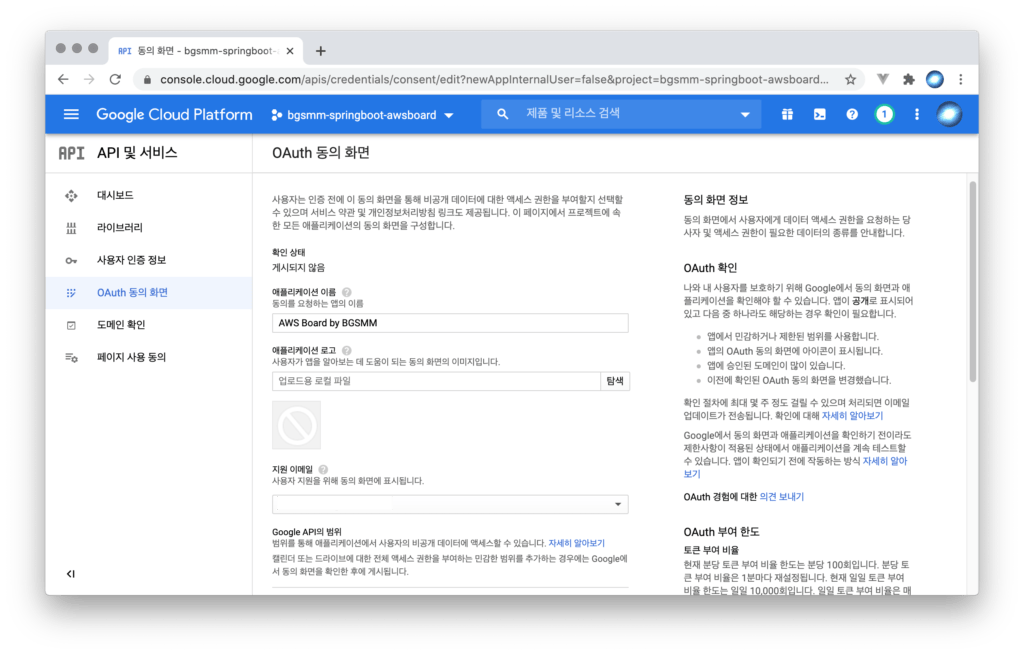 API 동의 화면 - bgsmm-springboot-
console.cloud.google.com/apis/credentials/consent/edit?newAppInternalUser=false&project=bgsmm-springboot-awsboard...
Google Cloud Platform
bgsmm-springboot-awsboard
제품 및 리소스 검색
1
API API 및 서비스
대시보드
라이브러리
사용자 인증 정보
OAuth 동의 화면
도메인 확인
페이지 사용 동의
OAuth 동의 화면
사용자는 인증 전에 이 동의 화면을 통해 비공개 데이터에 대한 액세스 권한을 부여할지 선택할
수 있으며 서비스 약관 및 개인정보처리방침 링크도 제공됩니다. 이 페이지에서 프로젝트에 속
한 모든 애플리케이션의 동의 화면을 구성합니다.
확인 상태
게시되지 않음
애플리케이션 이름
동의를 요청하는 앱의 이름
AWS Board by BGSMM
애플리케이션 로고
사용자가 앱을 알아보는 데 도움이 되는 동의 화면의 이미지입니다.
업로드용 로컬 파일
탐색
지원 이메일
사용자 지원을 위해 동의 화면에 표시됩니다.
Google API의 범위
범위를 통해 애플리케이션에서 사용자의 비공개 데이터에 액세스할 수 있습니다. 자세히 알아보기
캘린더 또는 드라이브에 대한 전체 액세스 권한을 부여하는 민감한 범위를 추가하는 경우에는 Google에
서 동의 화면을 확인한 후에 게시됩니다.
동의 화면 정보
동의 화면에서 사용자에게 데이터 액세스 권한을 요청하는 당
사자 및 액세스 권한이 필요한 데이터의 종류를 안내합니다.
OAuth 확인
나와 내 사용자를 보호하기 위해 Google에서 동의 화면과 애
플리케이션을 확인해야 할 수 있습니다. 앱이 공개로 표시되어
있고 다음 중 하나라도 해당하는 경우 확인이 필요합니다.
앱에서 민감하거나 제한된 범위를 사용합니다.
앱의 OAuth 동의 화면에 아이콘이 표시됩니다.
앱에 승인된 도메인이 많이 있습니다.
이전에 확인된 OAuth 동의 화면을 변경했습니다.
확인 절차에 최대 몇 주 정도 걸릴 수 있으며 처리되면 이메일
업데이트가 전송됩니다. 확인에 대해 자세히 알아보기
Google에서 동의 화면과 애플리케이션을 확인하기 전이라도
제한사항이 적용된 상태에서 애플리케이션을 계속 테스트할
수 있습니다. 앱이 확인되기 전에 작동하는 방식 자세히 알아
보기
OAuth 경험에 대한 의견 보내기
OAuth 부여 한도
토큰 부여 비율
현재 분당 토큰 부여 비율 한도는 분당 100회입니다. 분당 토
큰 부여 비율은 1분마다 재설정됩니다. 현재 일일 토큰 부여
비율 한도는 일일 10,000회입니다. 일일 토큰 부여 비율은 매